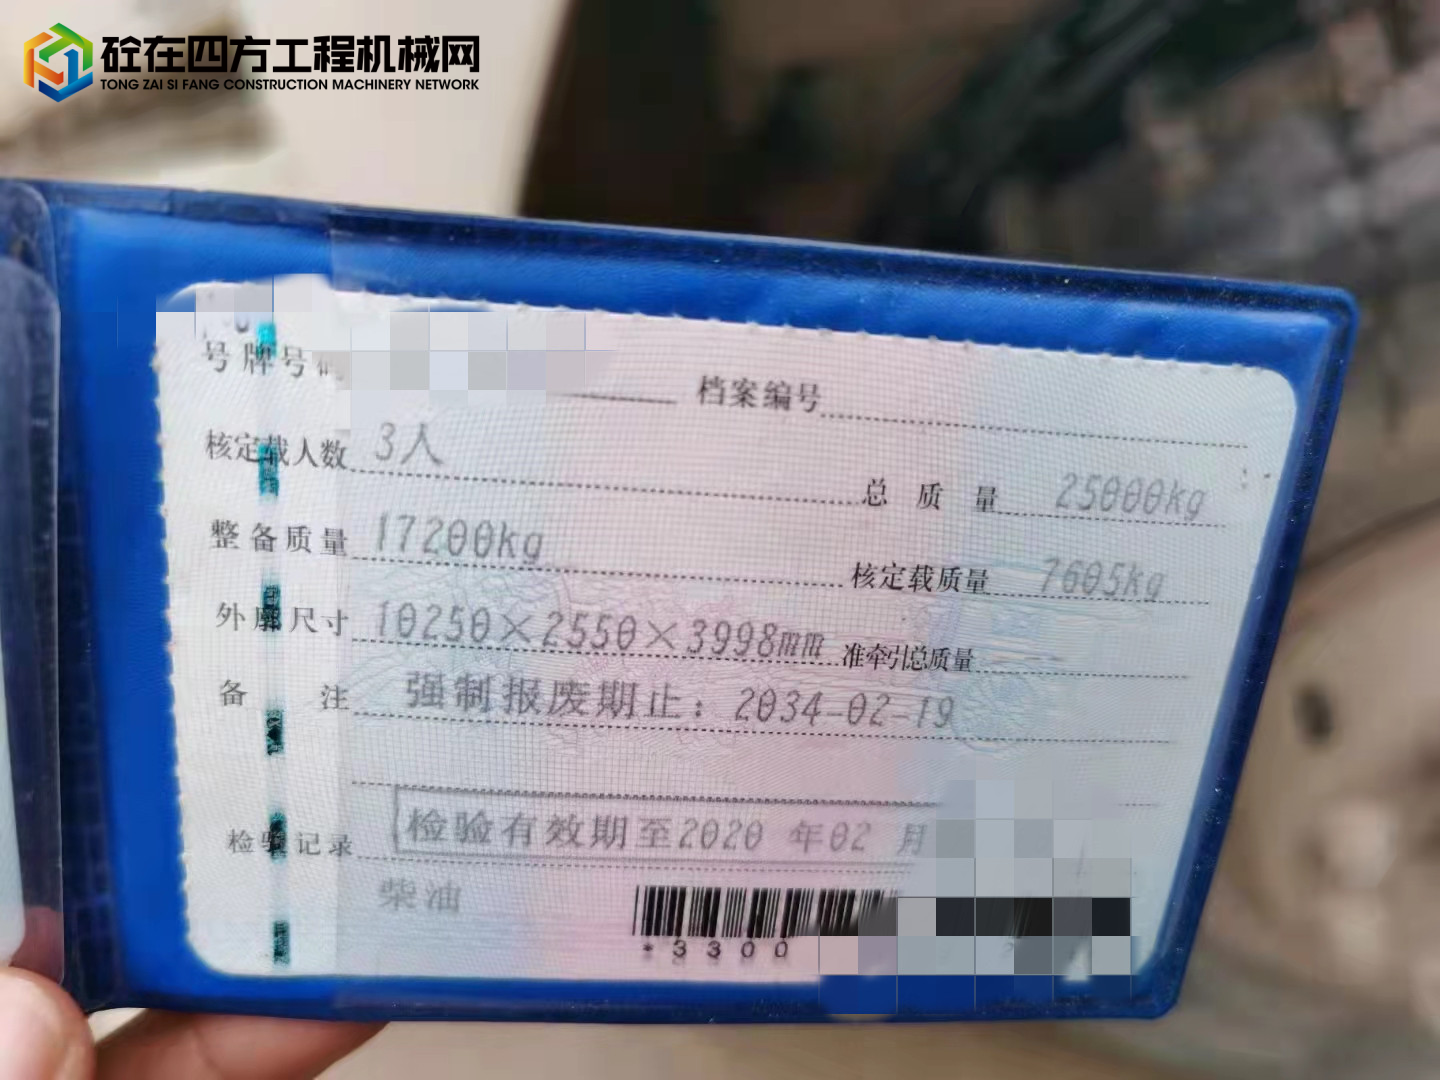 砼在四方工程机械网
TONG ZAI SI FANG CONSTRUCTION MACHINERY NETWORK
号牌号码
档案编号
核定载人数 3人
总质量 25000kg
整备质量 17200kg
核定载质量 7605kg
外廓尺寸 10250×2550×3998mm
准牵引总质量 ---
备注 强制报废期止：2034-02-19
检验记录 检验有效期至2020 年02 月
柴油
*3300